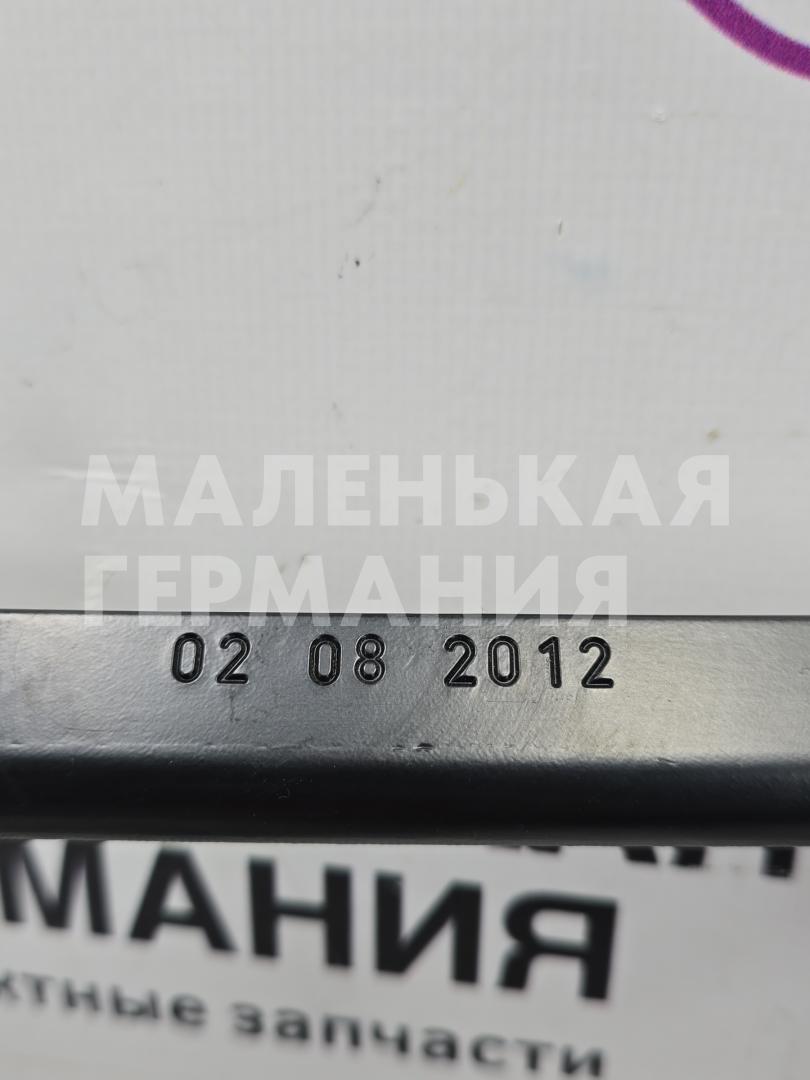 МАЛЕНЬКАЯ
ГЕРМАНИЯ
02 08 2012
МАНИЯ
ктные запчасти